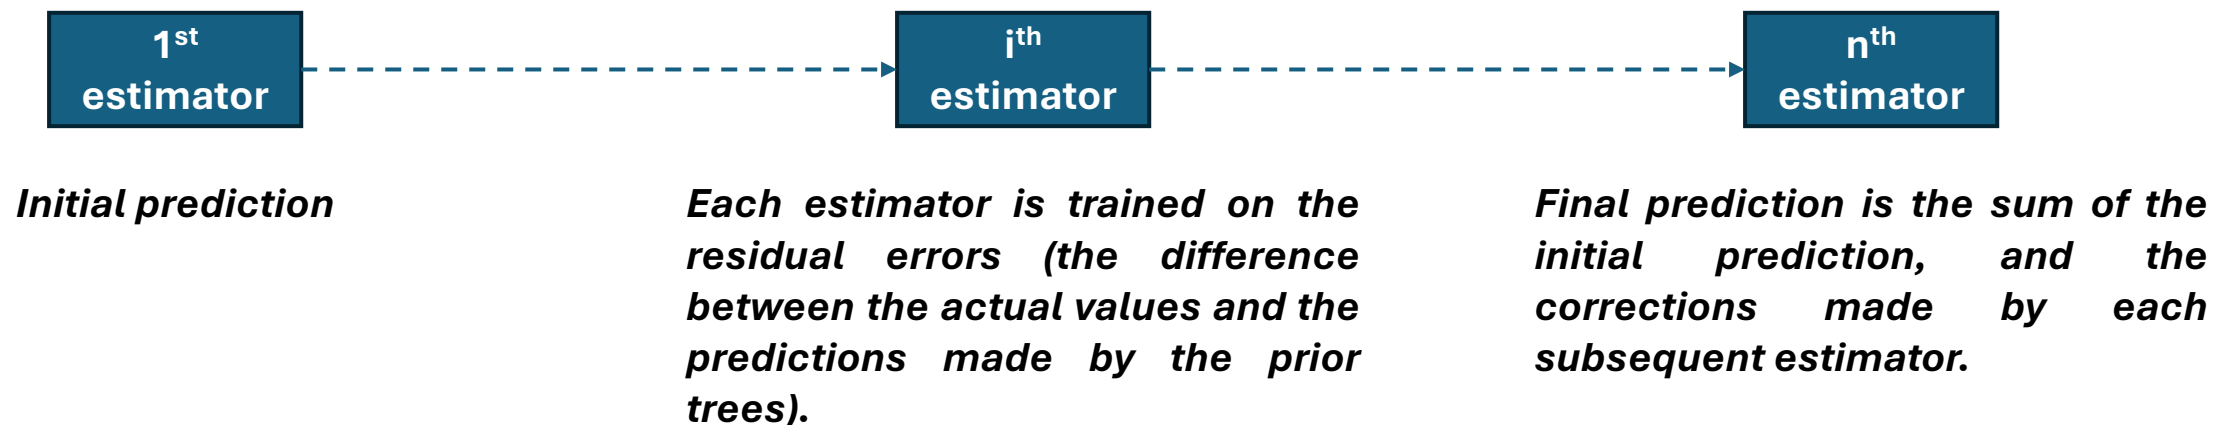 1st
estimator
ith
estimator
nth
estimator
Initial prediction
Each estimator is trained on the
residual errors (the difference
between the actual values and the
predictions made by the prior
trees).
Final prediction is the sum of the
initial prediction, and the
corrections made by each
subsequent estimator.